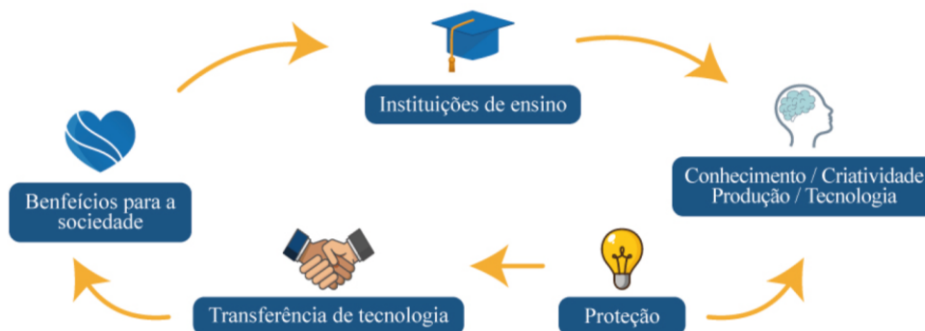 Instituições de ensino
Conhecimento / Criatividade
Produção / Tecnologia
Benfeícios para a
sociedade
Transferência de tecnologia
Proteção